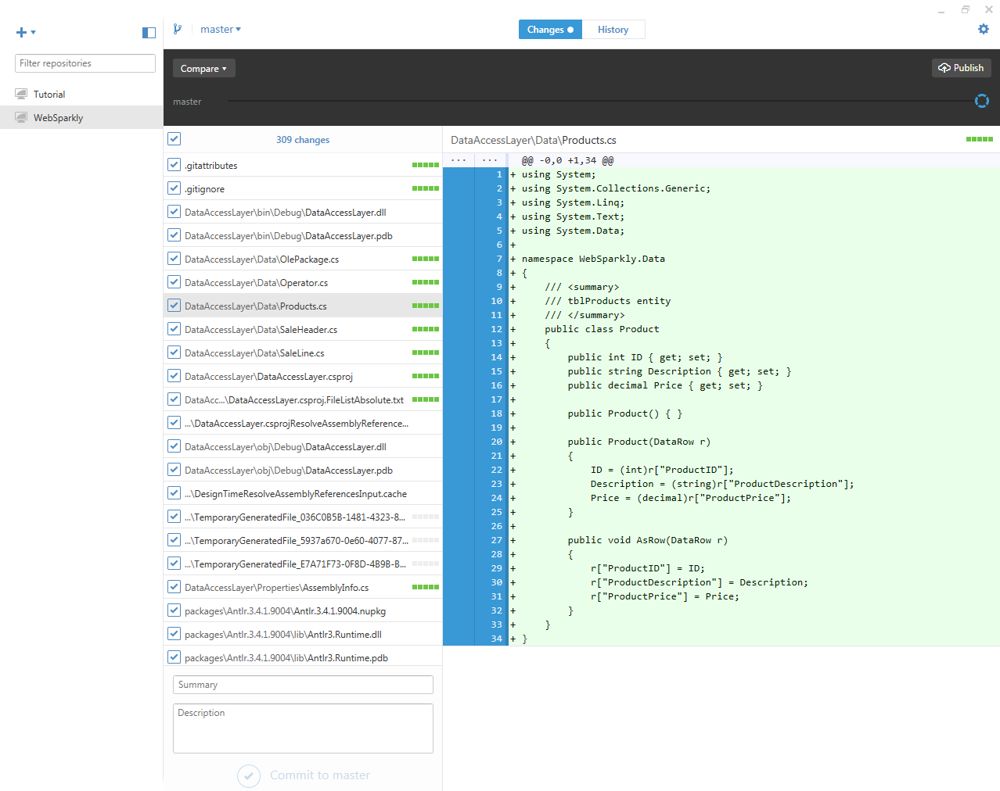 master
Changes
History
Filter repositories
Tutorial
WebSparkly
Compare
Publish
master
309 changes
.gitattributes
.gitignore
DataAccessLayer\bin\Debug\DataAccessLayer.dll
DataAccessLayer\bin\Debug\DataAccessLayer.pdb
DataAccessLayer\Data\OlePackage.cs
DataAccessLayer\Data\Operator.cs
DataAccessLayer\Data\Products.cs
DataAccessLayer\Data\SaleHeader.cs
DataAccessLayer\Data\SaleLine.cs
DataAccessLayer\DataAccessLayer.csproj
DataAcc...\DataAccessLayer.csproj.FileListAbsolute.txt
...\DataAccessLayer.csprojResolveAssemblyReference...
DataAccessLayer\obj\Debug\DataAccessLayer.dll
DataAccessLayer\obj\Debug\DataAccessLayer.pdb
...\DesignTimeResolveAssemblyReferencesInput.cache
...\TemporaryGeneratedFile_036C0B5B-1481-4323-8...
...\TemporaryGeneratedFile_5937a670-0e60-4077-87...
...\TemporaryGeneratedFile_E7A71F73-0F8D-4B9B-B...
DataAccessLayer\Properties\AssemblyInfo.cs
packages\Antlr.3.4.1.9004\Antlr.3.4.1.9004.nupkg
packages\Antlr.3.4.1.9004\lib\Antlr3.Runtime.dll
packages\Antlr.3.4.1.9004\lib\Antlr3.Runtime.pdb
Summary
Description
Commit to master
DataAccessLayer\Data\Products.cs
... ... @@ -0,0 +1,34 @@
1 + using System;
2 + using System.Collections.Generic;
3 + using System.Linq;
4 + using System.Text;
5 + using System.Data;
6 +
7 + namespace WebSparkly.Data
8 + {
9 +     /// <summary>
10 +     /// tblProducts entity
11 +     /// </summary>
12 +     public class Product
13 +     {
14 +         public int ID { get; set; }
15 +         public string Description { get; set; }
16 +         public decimal Price { get; set; }
17 +
18 +         public Product() { }
19 +
20 +         public Product(DataRow r)
21 +         {
22 +             ID = (int)r["ProductID"];
23 +             Description = (string)r["ProductDescription"];
24 +             Price = (decimal)r["ProductPrice"];
25 +         }
26 +
27 +         public void AsRow(DataRow r)
28 +         {
29 +             r["ProductID"] = ID;
30 +             r["ProductDescription"] = Description;
31 +             r["ProductPrice"] = Price;
32 +         }
33 +     }
34 + }